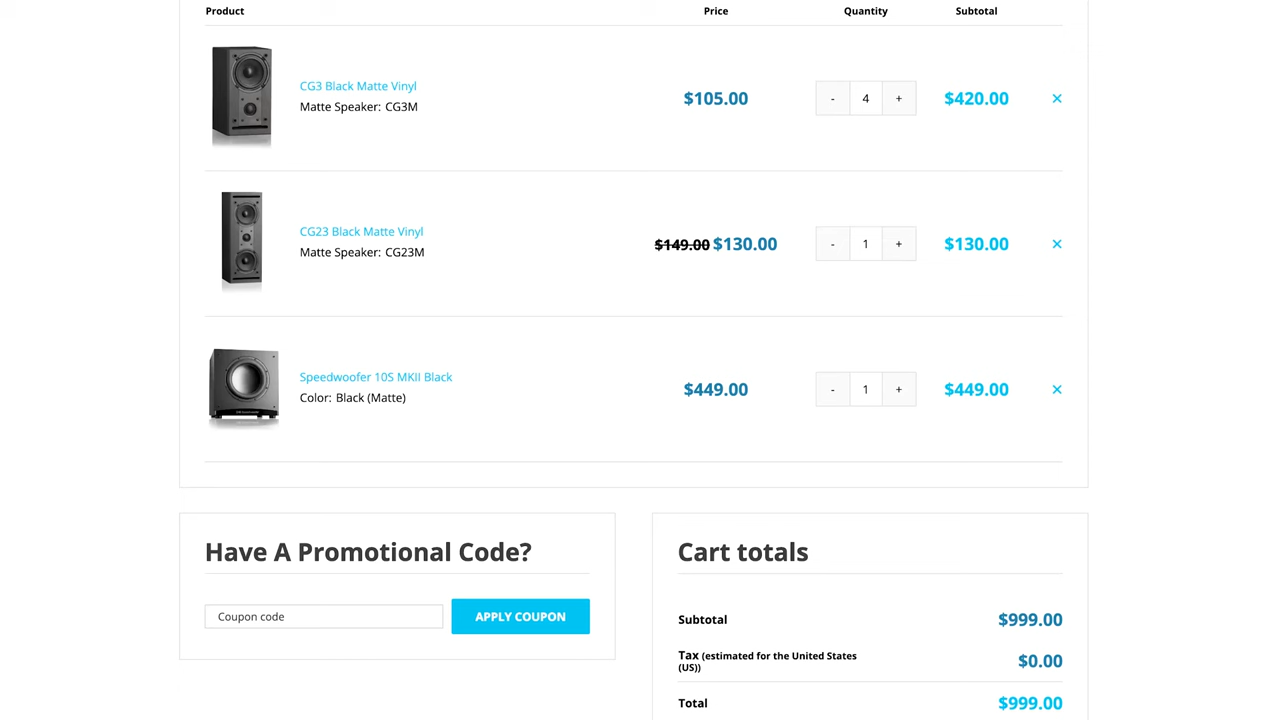 Product Price Quantity Subtotal
CG3 Black Matte Vinyl
Matte Speaker: CG3M
$105.00 - 4 + $420.00 ×
CG23 Black Matte Vinyl
Matte Speaker: CG23M
$149.00 $130.00 - 1 + $130.00 ×
Speedwoofer 10S MKII Black
Color: Black (Matte)
$449.00 - 1 + $449.00 ×
Have A Promotional Code?
Coupon code APPLY COUPON
Cart totals
Subtotal $999.00
Tax (estimated for the United States
(US)) $0.00
Total $999.00